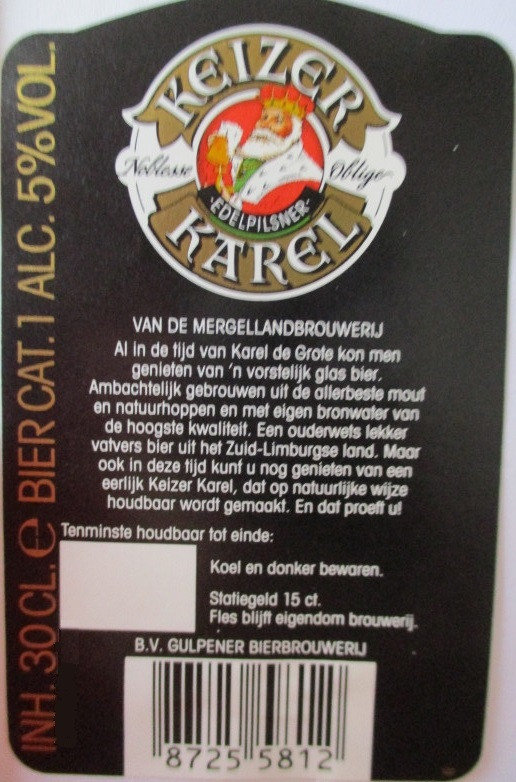 KEIZER
Noblesse Oblige
EDELPILSNER
KAREL
VAN DE MERGELLANDBROUWERIJ
Al in de tijd van Karel de Grote kon men
genieten van 'n vorstelijk glas bier.
Ambachtelijk gebrouwen uit de allerbeste mout
en natuurhoppen en met eigen bronwater van
de hoogste kwaliteit. Een ouderwets lekker
vatvers bier uit het Zuid-Limburgse land. Maar
ook in deze tijd kunt u nog genieten van een
eerlijk Keizer Karel, dat op natuurlijke wijze
houdbaar wordt gemaakt. En dat proeft u!
Tenminste houdbaar tot einde:
Koel en donker bewaren.
Statiegeld 15 ct.
Fles blijft eigendom brouwerij.
B.V. GULPENER BIERBROUWERIJ
8725 5812
INH. 30 CL. e BIER CAT. 1 ALC. 5% VOL.